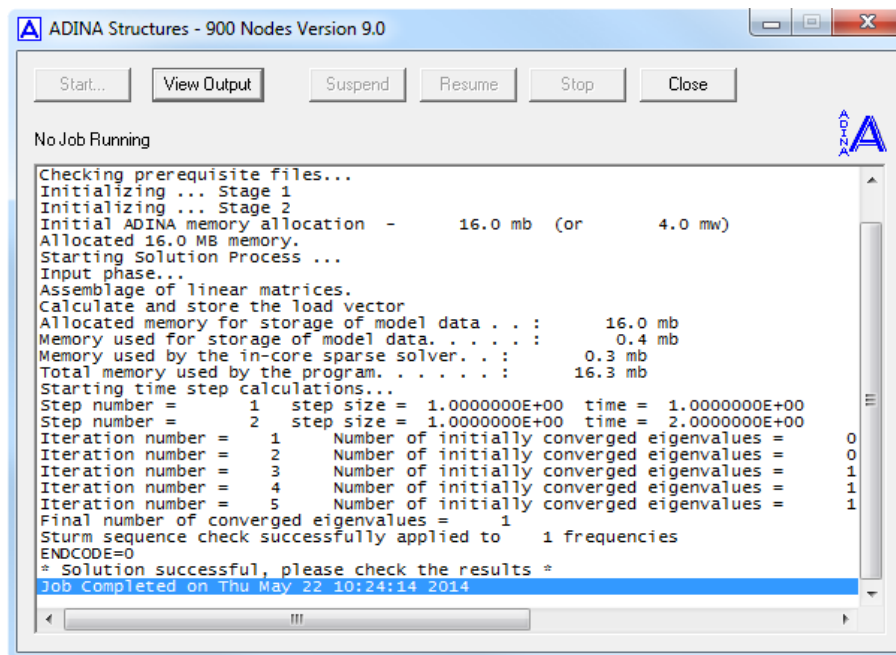 ADINA Structures - 900 Nodes Version 9.0
Start... View Output Suspend Resume Stop Close
No Job Running
ADINA A
Checking prerequisite files...
Initializing ... Stage 1
Initializing ... Stage 2
Initial ADINA memory allocation - 16.0 mb (or 4.0 mw)
Allocated 16.0 MB memory.
Starting Solution Process ...
Input phase...
Assemblage of linear matrices.
Calculate and store the load vector
Allocated memory for storage of model data . . : 16.0 mb
Memory used for storage of model data. . . . . : 0.4 mb
Memory used by the in-core sparse solver. . : 0.3 mb
Total memory used by the program. . . . . . : 16.3 mb
Starting time step calculations...
Step number = 1 step size = 1.0000000E+00 time = 1.0000000E+00
Step number = 2 step size = 1.0000000E+00 time = 2.0000000E+00
Iteration number = 1 Number of initially converged eigenvalues = 0
Iteration number = 2 Number of initially converged eigenvalues = 0
Iteration number = 3 Number of initially converged eigenvalues = 1
Iteration number = 4 Number of initially converged eigenvalues = 1
Iteration number = 5 Number of initially converged eigenvalues = 1
Final number of converged eigenvalues = 1
Sturm sequence check successfully applied to 1 frequencies
ENDCODE=0
* Solution successful, please check the results *
Job Completed on Thu May 22 10:24:14 2014